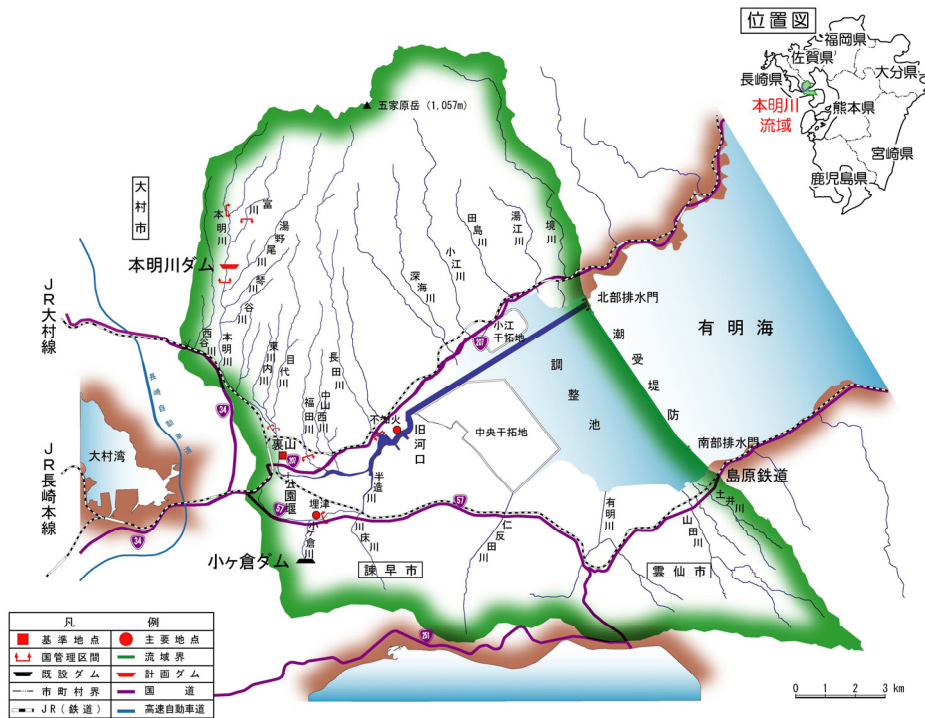 位置図
福岡県
佐賀県
長崎県
大分県
熊本県
本明川
流域
宮崎県
鹿児島県
五家原岳 (1,057m)
大村市
本明川
富川
湯野尾川
琴川
谷川
本明川ダム
西谷川
本明川
東川内川
目代川
福田川
中山西川
長田川
深海川
小江川
田島川
湯江川
境川
北部排水門
有明海
潮受堤防
調整池
小江
干拓地
中央干拓地
南部排水門
島原鉄道
JR大村線
長崎自動車道
34
207
207
不知火
旧河口
裏山
公園堰
半造川
大村湾
JR長崎本線
34
57
57
埋津
小ヶ倉川
小ヶ倉ダム
川床川
諫早市
仁反田川
有明川
雲仙市
山田川
土井川
251
凡例
基準地点
主要地点
国管理区間
流域界
既設ダム
計画ダム
市町村界
国道
JR(鉄道)
高速自動車道
0 1 2 3 km